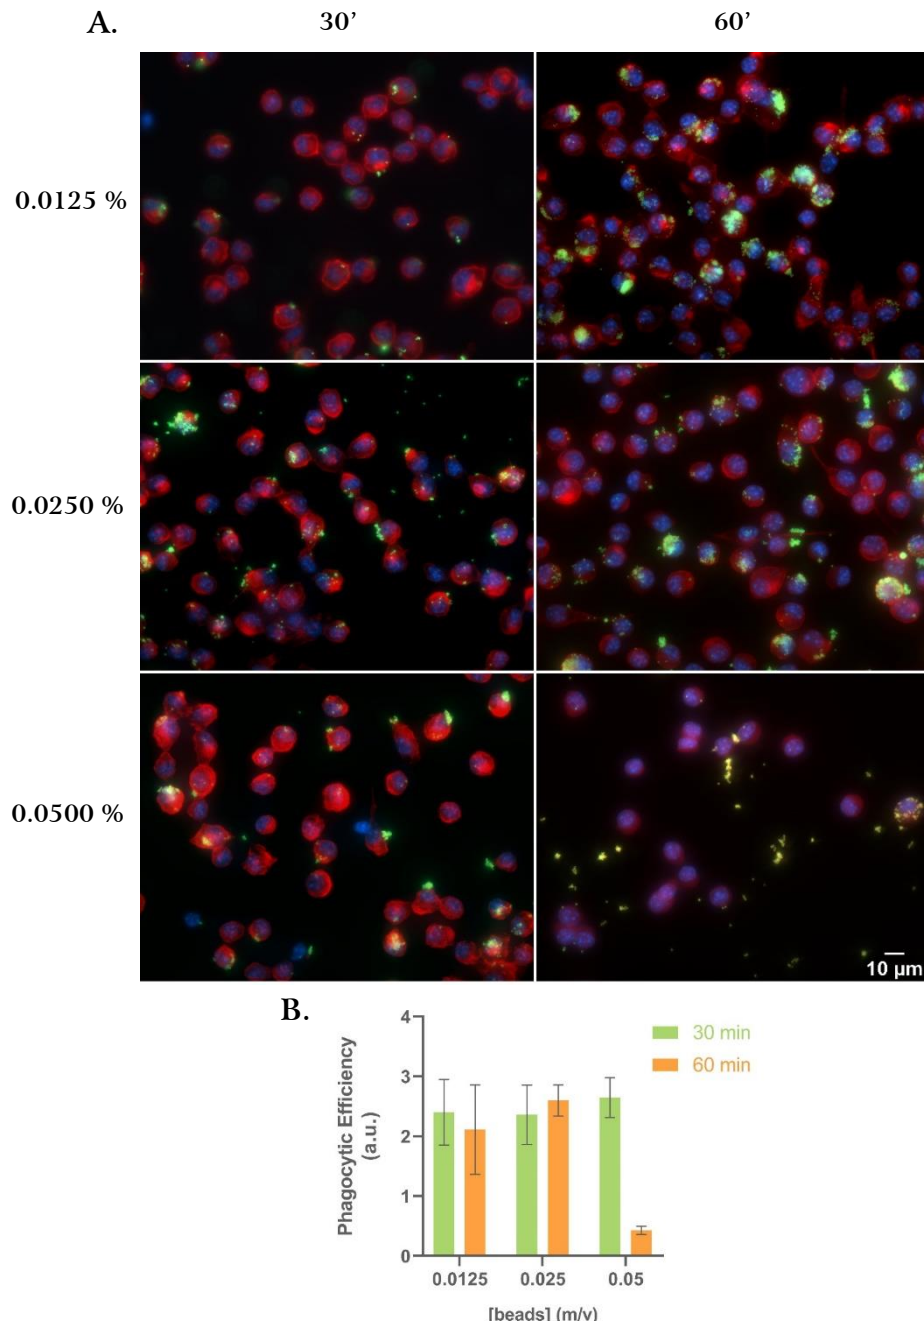 A.
30’
60’
0.0125 %
0.0250 %
0.0500 %
10 µm
B.
Phagocytic Efficiency
(a.u.)
4
3
2
1
0
30 min
60 min
0.0125
0.025
0.05
[beads] (m/v)